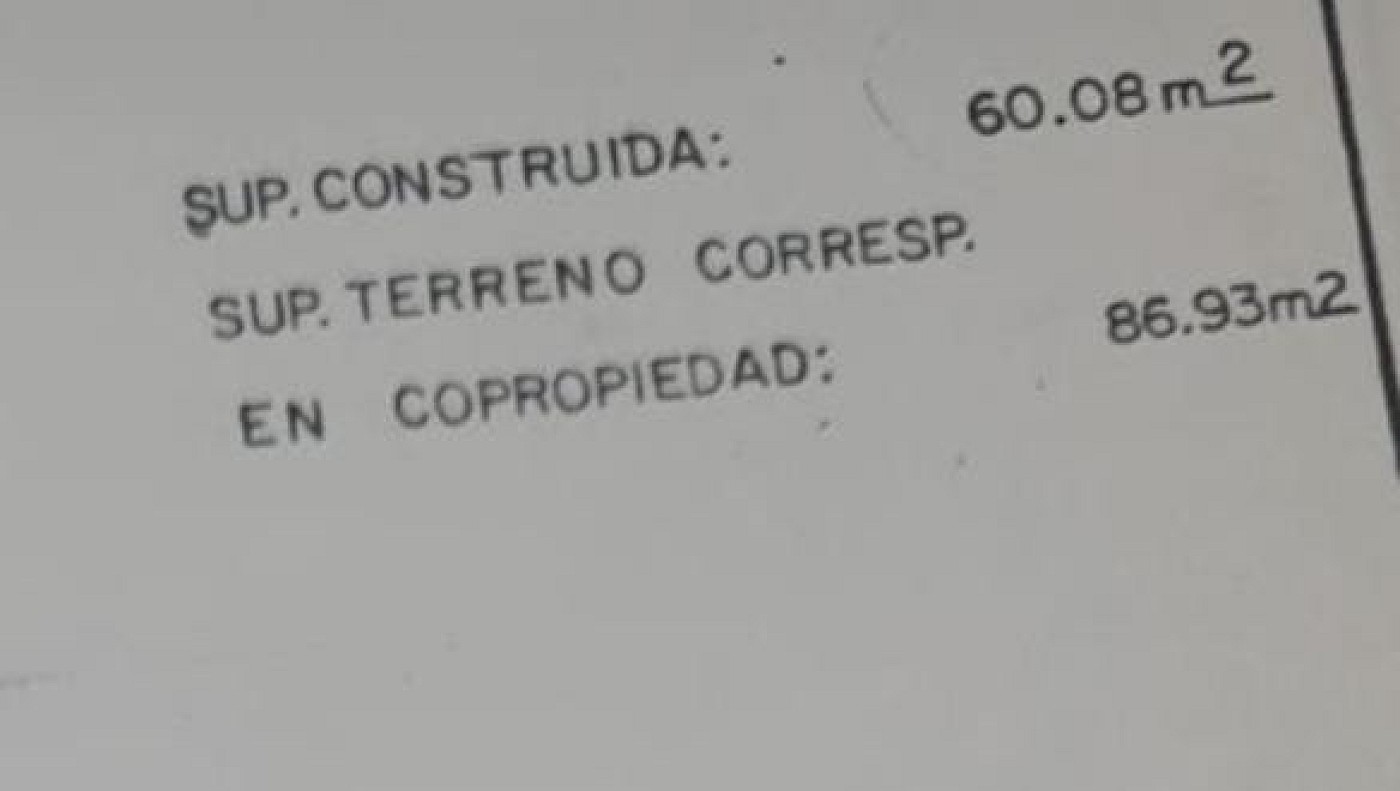 SUP. CONSTRUIDA: 60.08 m2
SUP. TERRENO CORRESP.
EN COPROPIEDAD: 86.93m2